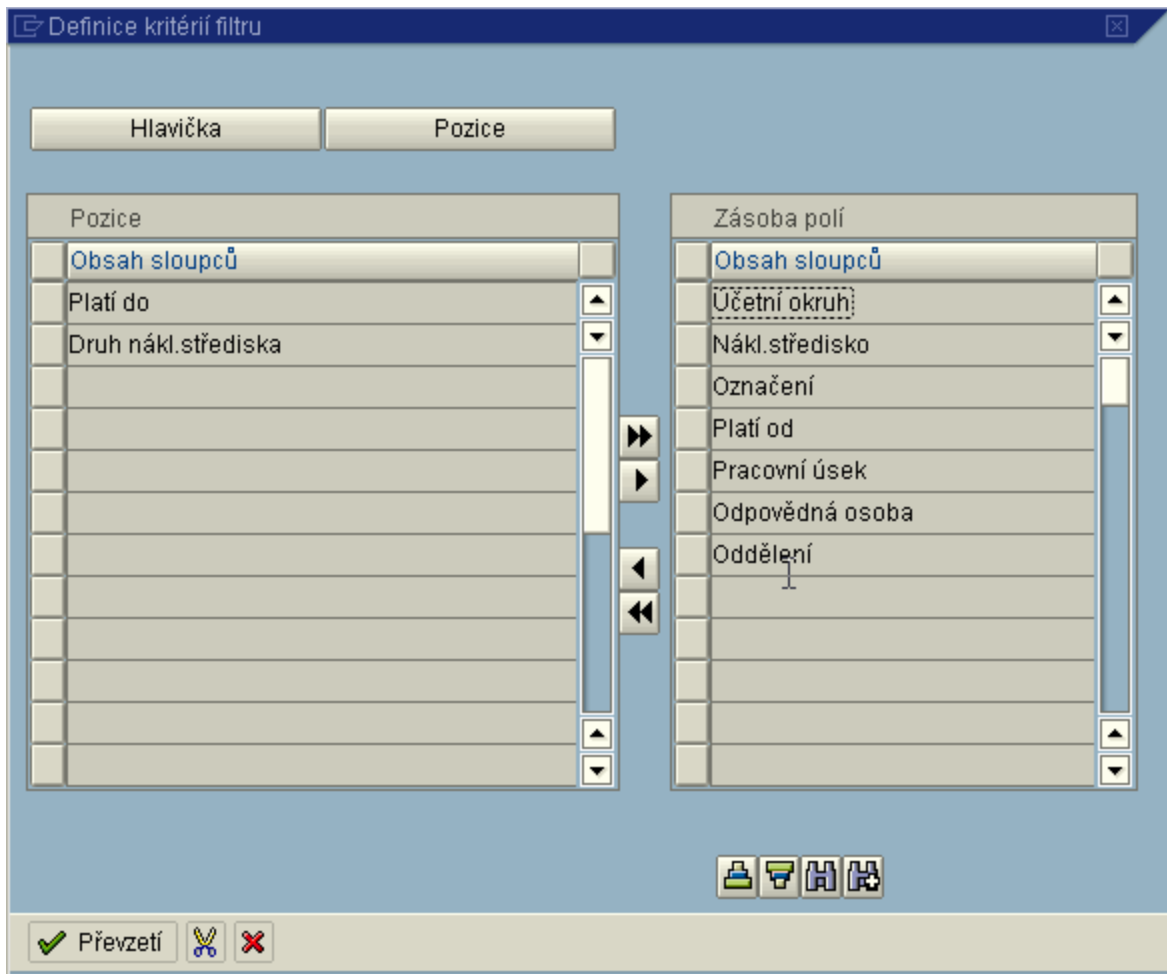 Definice kritérií filtru
Hlavička
Pozice
Pozice
Obsah sloupců
Platí do
Druh nákl.střediska
Zásoba polí
Obsah sloupců
Účetní okruh
Nákl.středisko
Označení
Platí od
Pracovní úsek
Odpovědná osoba
Oddělení
Převzetí